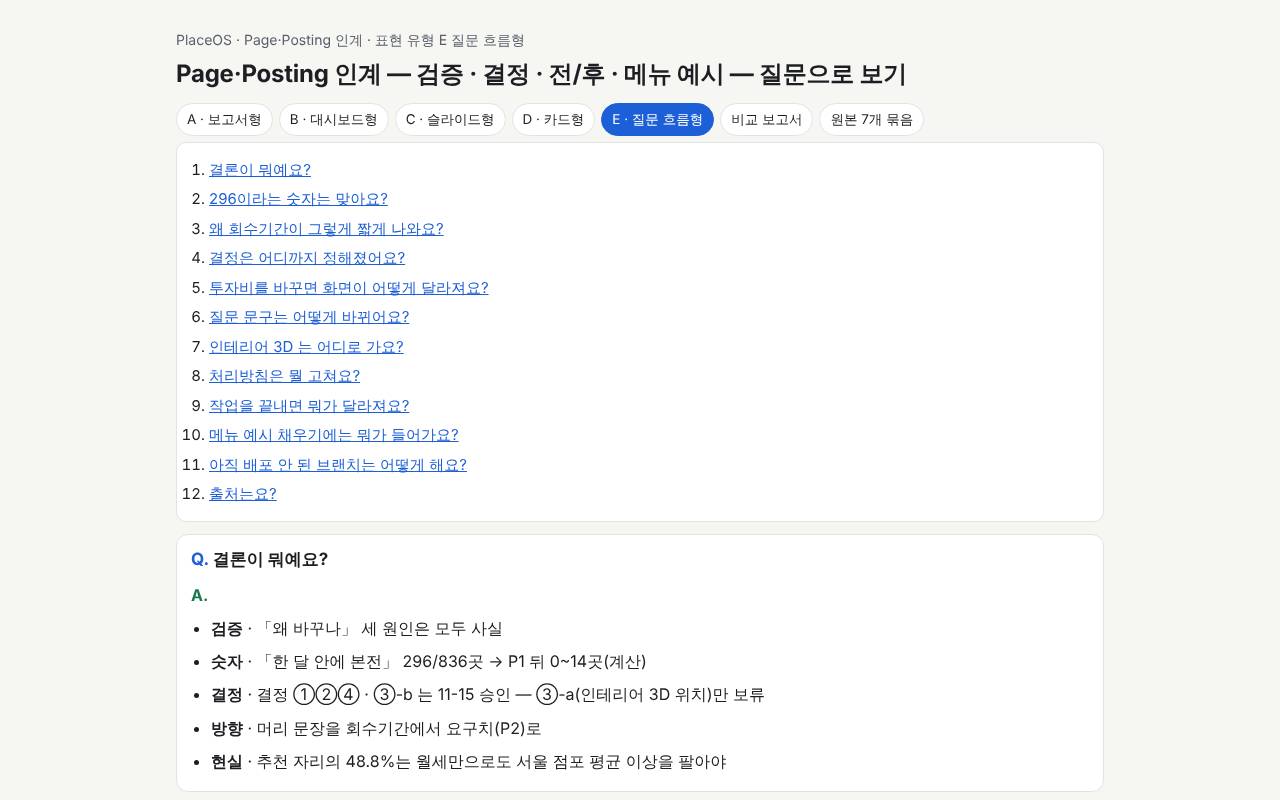 PlaceOS · Page·Posting 인계 · 표현 유형 E 질문 흐름형
Page·Posting 인계 — 검증 · 결정 · 전/후 · 메뉴 예시 — 질문으로 보기
A · 보고서형 B · 대시보드형 C · 슬라이드형 D · 카드형 E · 질문 흐름형 비교 보고서 원본 7개 묶음
1. 결론이 뭐예요?
2. 296이라는 숫자는 맞아요?
3. 왜 회수기간이 그렇게 짧게 나와요?
4. 결정은 어디까지 정해졌어요?
5. 투자비를 바꾸면 화면이 어떻게 달라져요?
6. 질문 문구는 어떻게 바뀌어요?
7. 인테리어 3D 는 어디로 가요?
8. 처리방침은 뭘 고쳐요?
9. 작업을 끝내면 뭐가 달라져요?
10. 메뉴 예시 채우기에는 뭐가 들어가요?
11. 아직 배포 안 된 브랜치는 어떻게 해요?
12. 출처는요?
Q. 결론이 뭐예요?
A.
• 검증 · 「왜 바꾸나」 세 원인은 모두 사실
• 숫자 · 「한 달 안에 본전」 296/836곳 → P1 뒤 0~14곳(계산)
• 결정 · 결정 ①②④ · ③-b 는 11-15 승인 — ③-a(인테리어 3D 위치)만 보류
• 방향 · 머리 문장을 회수기간에서 요구치(P2)로
• 현실 · 추천 자리의 48.8%는 월세만으로도 서울 점포 평균 이상을 팔아야